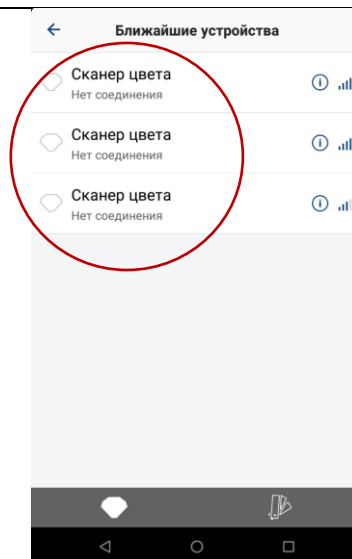 Ближайшие устройства
Сканер цвета
Нет соединения
Сканер цвета
Нет соединения
Сканер цвета
Нет соединения